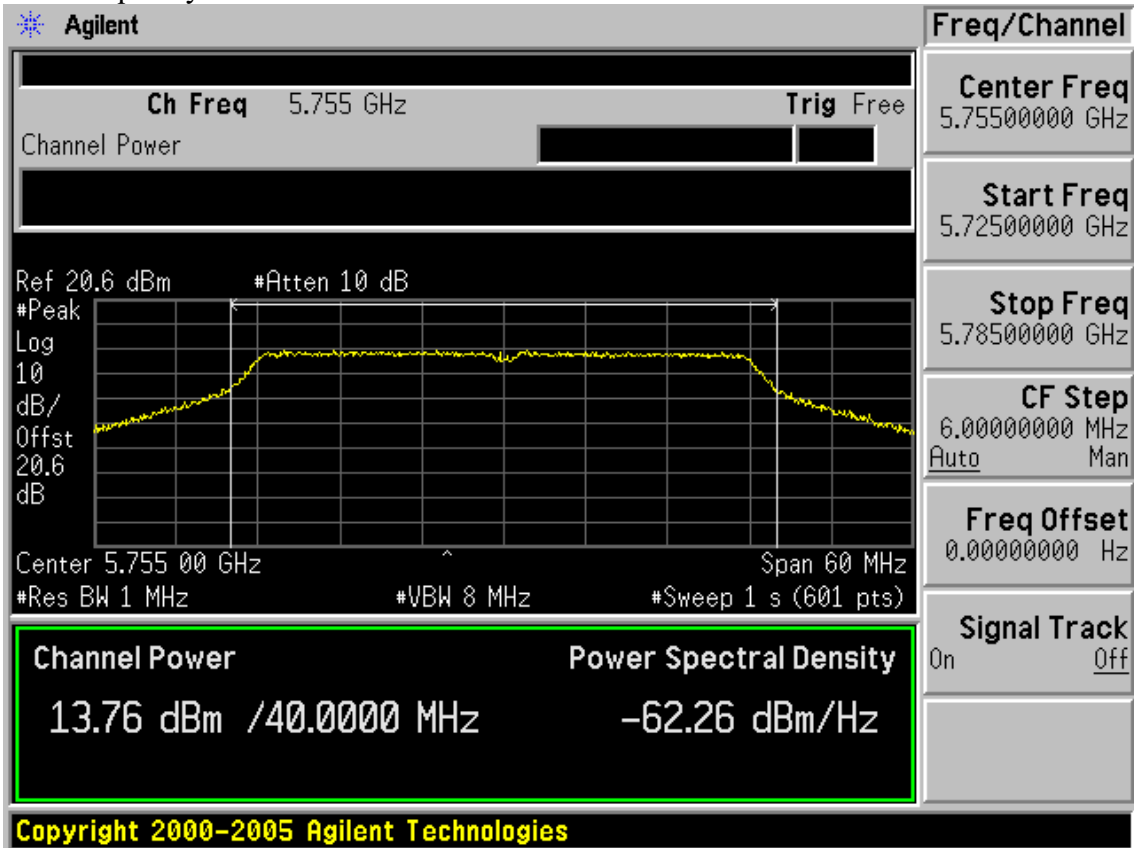 Agilent
Freq/Channel
Ch Freq 5.755 GHz Trig Free
Channel Power
Center Freq
5.75500000 GHz
Start Freq
5.72500000 GHz
Stop Freq
5.78500000 GHz
CF Step
6.00000000 MHz
Auto Man
Freq Offset
0.00000000 Hz
Signal Track
On Off
Ref 20.6 dBm #Atten 10 dB
#Peak
Log
10
dB/
Offst
20.6
dB
Center 5.755 00 GHz Span 60 MHz
#Res BW 1 MHz #VBW 8 MHz #Sweep 1 s (601 pts)
Channel Power Power Spectral Density
13.76 dBm /40.0000 MHz -62.26 dBm/Hz
Copyright 2000-2005 Agilent Technologies